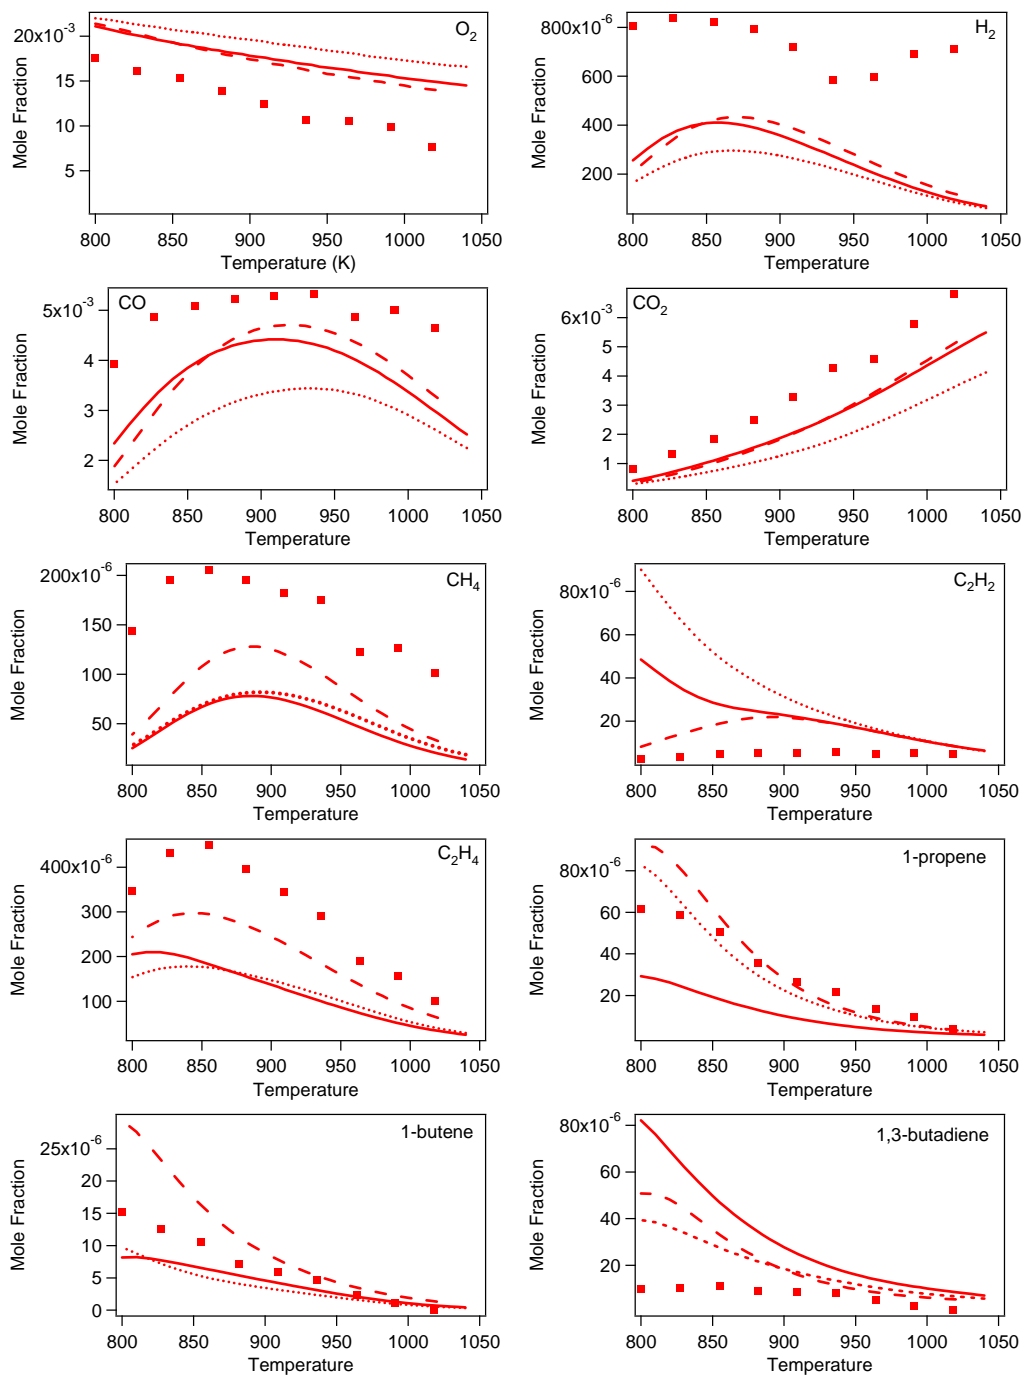 O2
20x10-3
15
10
5
Mole Fraction
800 850 900 950 1000 1050
Temperature (K)
H2
800x10-6
600
400
200
Mole Fraction
800 850 900 950 1000 1050
Temperature
CO
5x10-3
4
3
2
Mole Fraction
800 850 900 950 1000 1050
Temperature
CO2
6x10-3
5
4
3
2
1
Mole Fraction
800 850 900 950 1000 1050
Temperature
CH4
200x10-6
150
100
50
Mole Fraction
800 850 900 950 1000 1050
Temperature
C2H2
80x10-6
60
40
20
Mole Fraction
800 850 900 950 1000 1050
Temperature
C2H4
400x10-6
300
200
100
Mole Fraction
800 850 900 950 1000 1050
Temperature
1-propene
80x10-6
60
40
20
Mole Fraction
800 850 900 950 1000 1050
Temperature
1-butene
25x10-6
20
15
10
5
0
Mole Fraction
800 850 900 950 1000 1050
Temperature
1,3-butadiene
80x10-6
60
40
20
0
Mole Fraction
800 850 900 950 1000 1050
Temperature